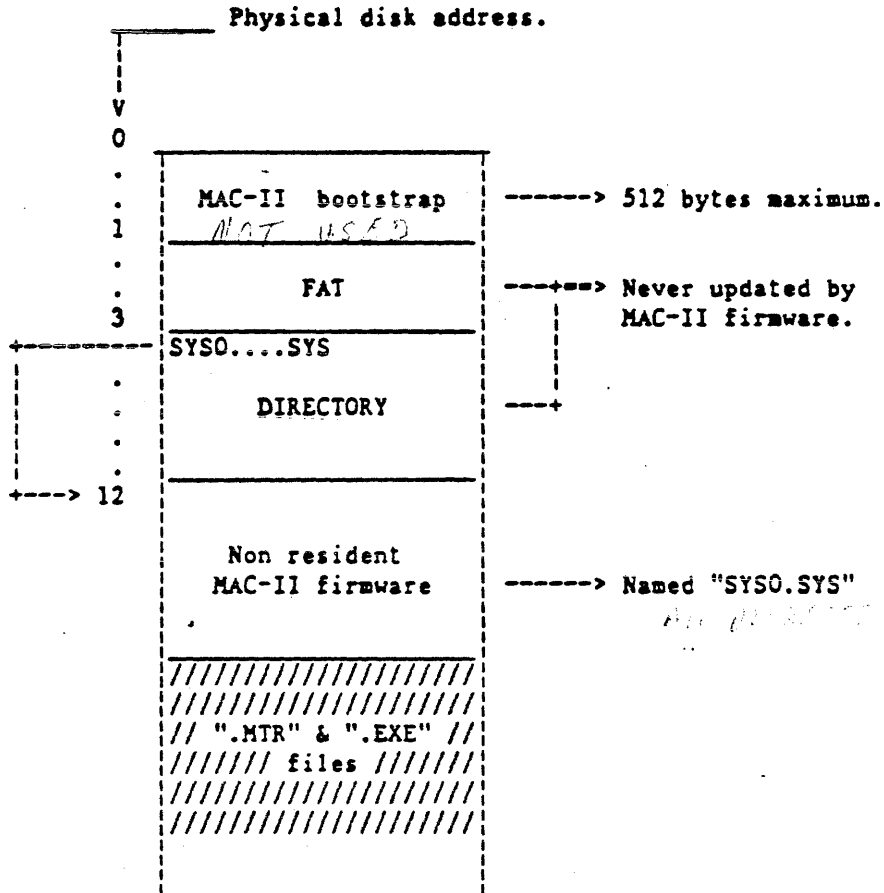 Physical disk address.
V
0
MAC-II bootstrap -----> 512 bytes maximum.
1
NOT USED
FAT ---+==> Never updated by
3 MAC-II firmware.
SYS0....SYS
DIRECTORY ---+
+---> 12
Non resident
MAC-II firmware -----> Named "SYS0.SYS"
// ".MTR" & ".EXE" //
/////// files ///////